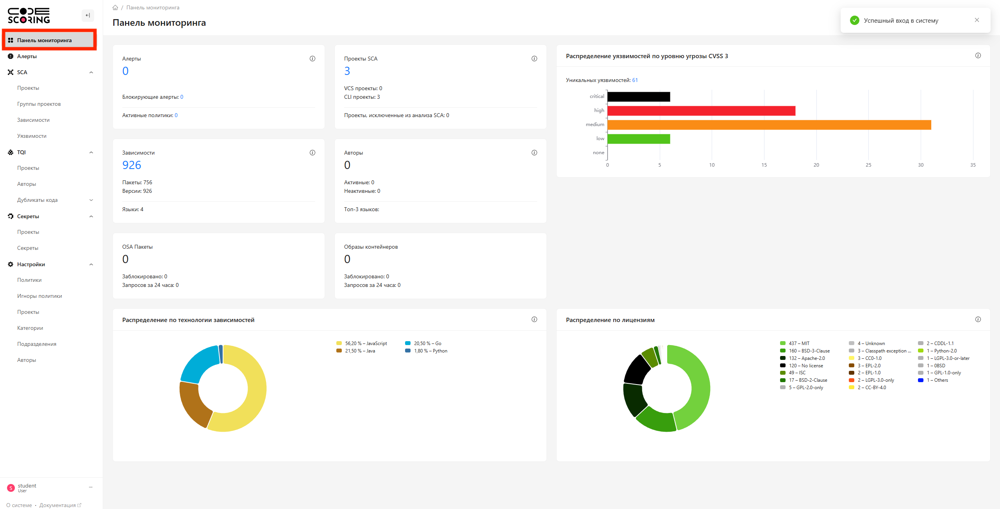 CODE
SCORING
Панель мониторинга
Алерты
SCA
Проекты
Группы проектов
Зависимости
Уязвимости
TQI
Проекты
Авторы
Дубликаты кода
Секреты
Проекты
Секреты
Настройки
Политики
Игноры политики
Проекты
Категории
Подразделения
Авторы
S
student
User
...
О системе · Документация
/ Панель мониторинга
Панель мониторинга
Успешный вход в систему
Алерты
0
Блокирующие алерты: 0
Активные политики: 0
Проекты SCA
3
VCS проекты: 0
CLI проекты: 3
Проекты, исключенные из анализа SCA: 0
Распределение уязвимостей по уровню угрозы CVSS 3
Уникальных уязвимостей: 61
critical
high
medium
low
none
0 5 10 15 20 25 30 35
Зависимости
926
Пакеты: 756
Версии: 926
Языки: 4
Авторы
0
Активные: 0
Неактивные: 0
Топ-3 языков:
OSA Пакеты
0
Заблокировано: 0
Запросов за 24 часа: 0
Образы контейнеров
0
Заблокировано: 0
Запросов за 24 часа: 0
Распределение по технологии зависимостей
56,20 % – JavaScript
21,50 % – Java
20,50 % – Go
1,80 % – Python
Распределение по лицензиям
437 – MIT
160 – BSD-3-Clause
132 – Apache-2.0
120 – No license
49 – ISC
17 – BSD-2-Clause
5 – GPL-2.0-only
4 – Unknown
3 – Classpath exception ...
3 – CC0-1.0
3 – EPL-2.0
2 – EPL-1.0
2 – LGPL-3.0-only
2 – CC-BY-4.0
2 – CDDL-1.1
1 – Python-2.0
1 – LGPL-3.0-or-later
1 – 0BSD
1 – GPL-1.0-only
1 – Others